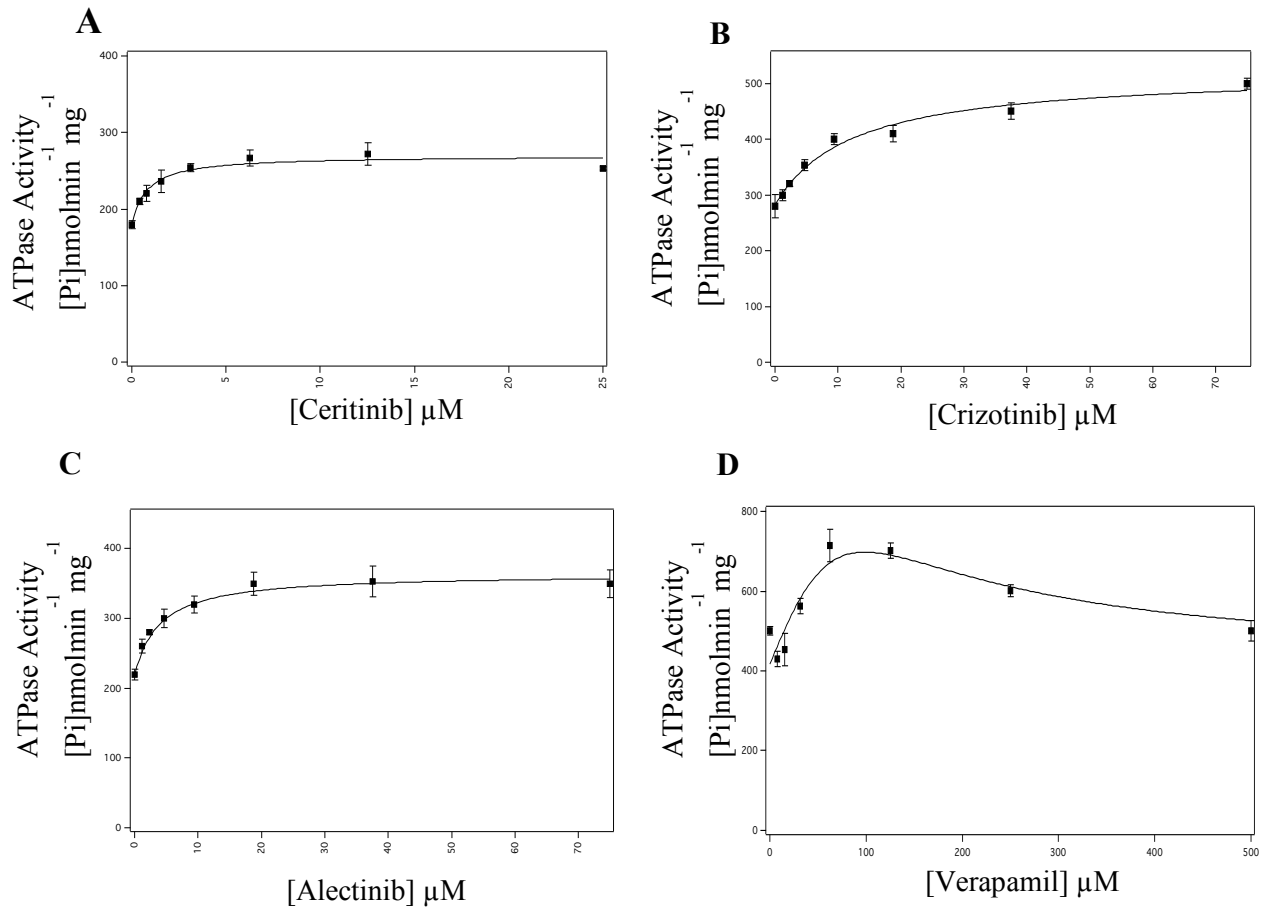 A
ATPase Activity
[Pi]nmolmin⁻¹ mg⁻¹
400
300
200
100
0
0 5 10 15 20 25
[Ceritinib] µM
B
ATPase Activity
[Pi]nmolmin⁻¹ mg⁻¹
500
400
300
200
100
0
0 10 20 30 40 50 60 70
[Crizotinib] µM
C
ATPase Activity
[Pi]nmolmin⁻¹ mg⁻¹
400
300
200
100
0
0 10 20 30 40 50 60 70
[Alectinib] µM
D
ATPase Activity
[Pi]nmolmin⁻¹ mg⁻¹
800
600
400
200
0
0 100 200 300 400 500
[Verapamil] µM